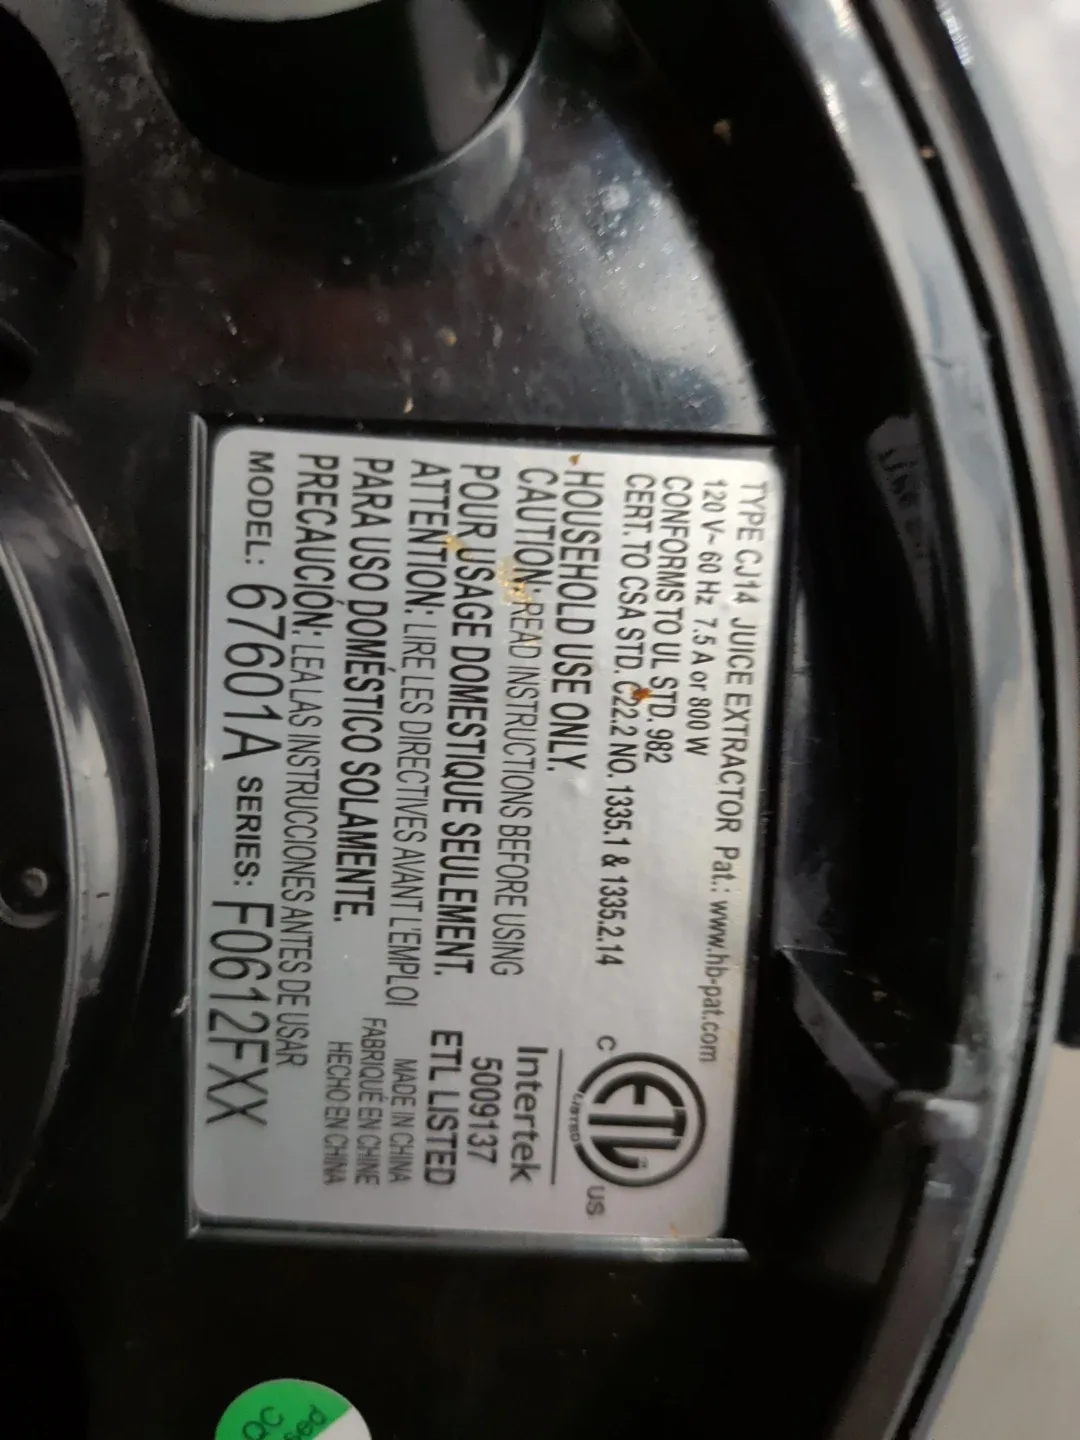 TYPE CJ14 JUICE EXTRACTOR Pat.: www.hb-pat.com
120 V~ 60 Hz 7.5 A or 800 W
CONFORMS TO UL STD. 982
CERT. TO CSA STD. C22.2 NO. 1335.1 & 1335.2.14
HOUSEHOLD USE ONLY.
CAUTION: READ INSTRUCTIONS BEFORE USING
POUR USAGE DOMESTIQUE SEULEMENT.
ATTENTION: LIRE LES DIRECTIVES AVANT L'EMPLOI
PARA USO DOMÉSTICO SOLAMENTE.
PRECAUCIÓN: LEA LAS INSTRUCCIONES ANTES DE USAR
MODEL: 67601A SERIES: F0612FXX
ETL
LISTED
C US
Intertek
5009137
ETL LISTED
MADE IN CHINA
FABRIQUÉ EN CHINE
HECHO EN CHINA
QC